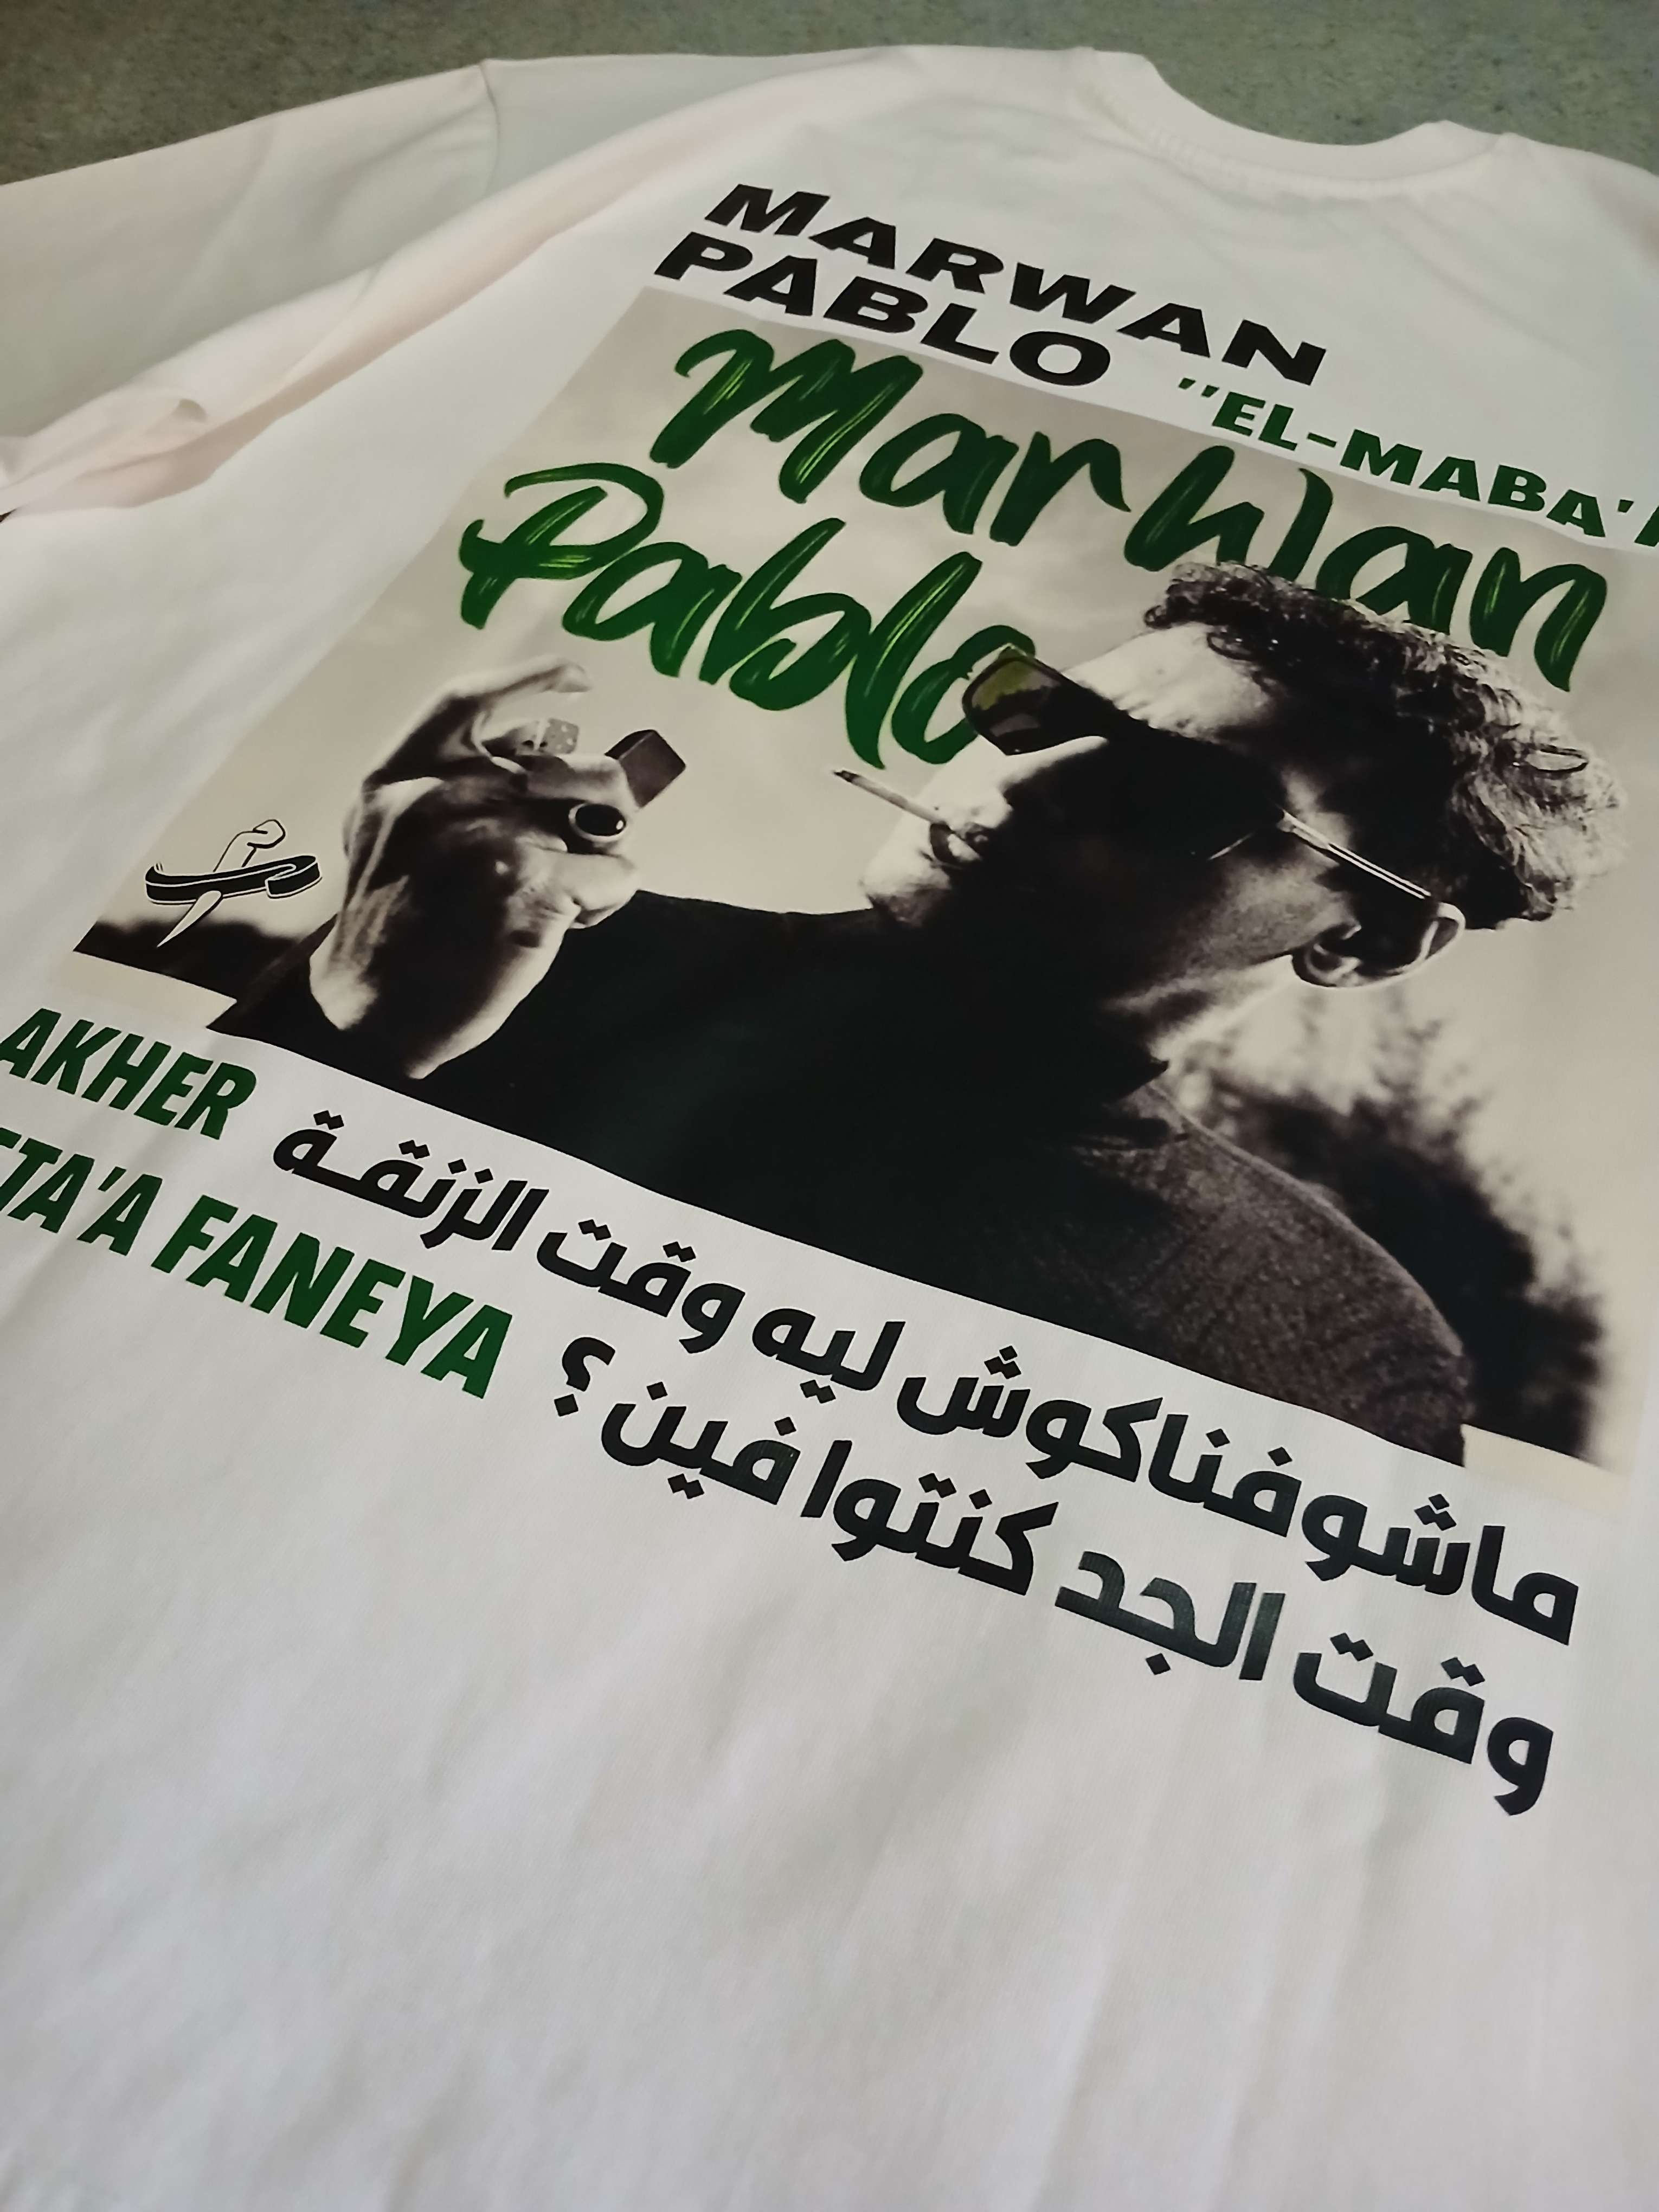 MARWAN
PABLO
"EL-MABA'
Marwan
Pablo
AKHER
TA'A FANEYA
ماشوفناكوش ليه وقت الزنقة
وقت الجد كنتوا فين ؟